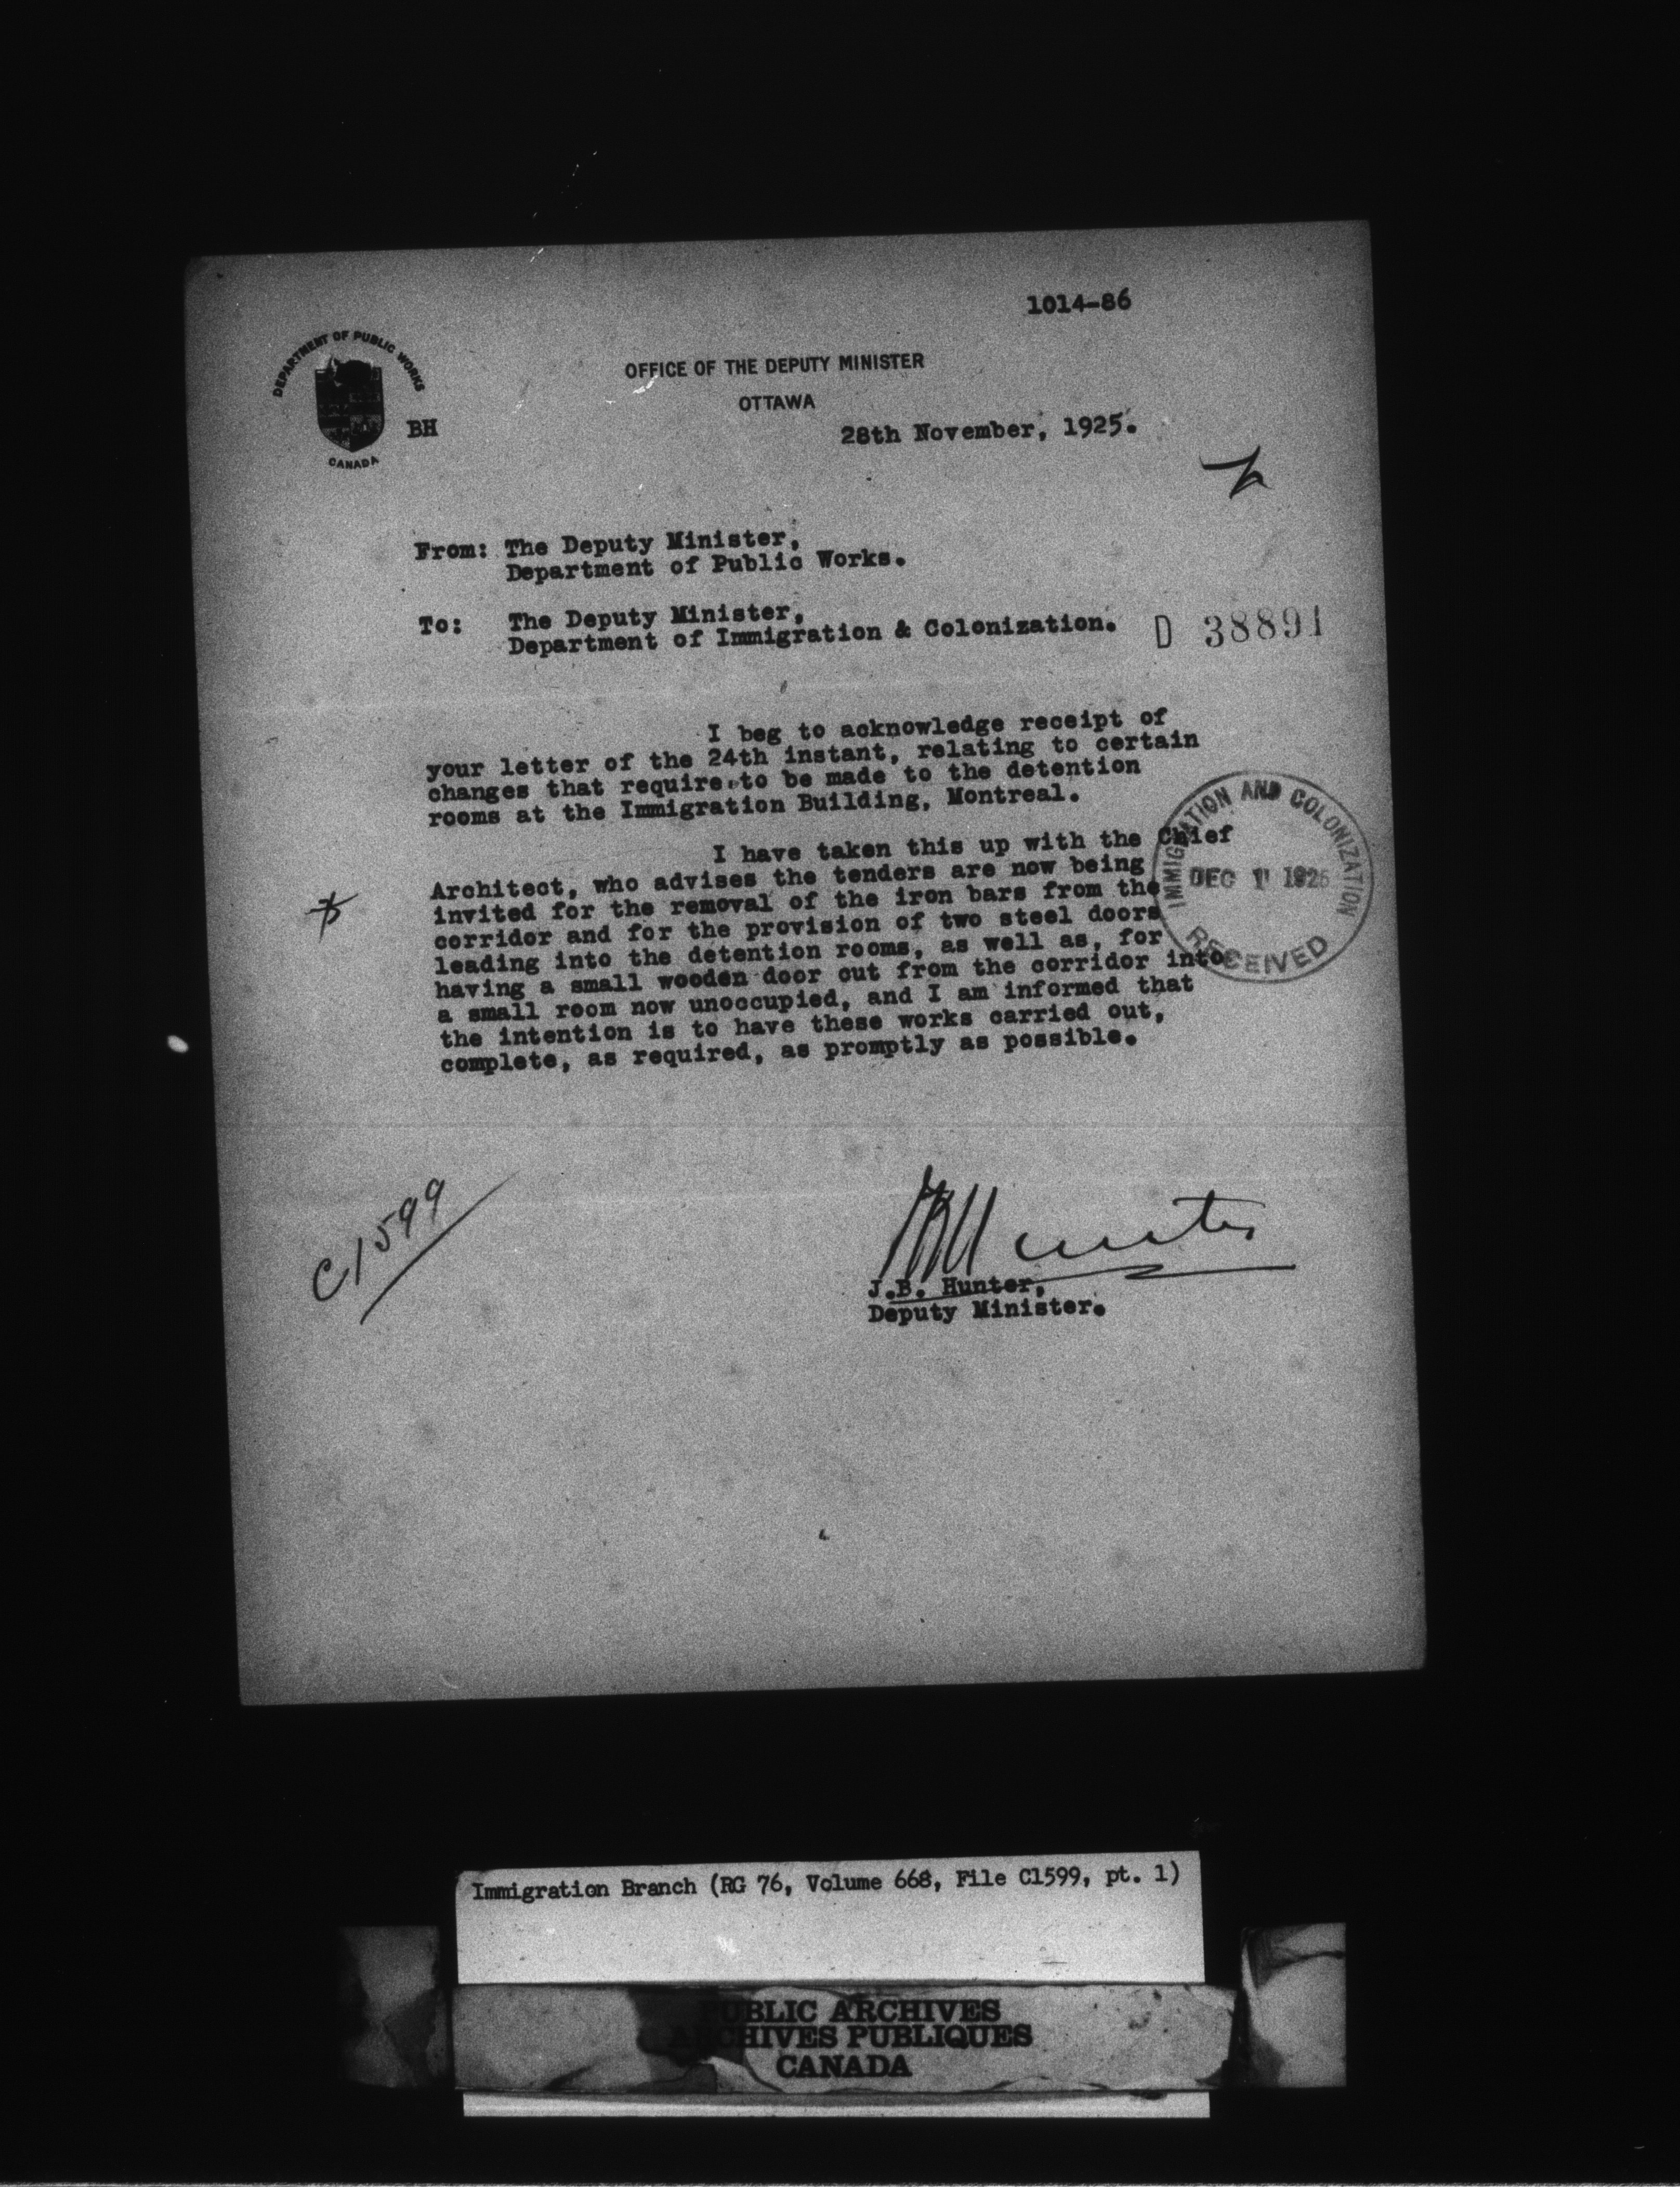 1014-86
DEPARTMENT OF PUBLIC WORKS
CANADA
BH
OFFICE OF THE DEPUTY MINISTER
OTTAWA
28th November, 1925.
From: The Deputy Minister,
Department of Public Works.
To: The Deputy Minister,
Department of Immigration & Colonization.
D 38891
I beg to acknowledge receipt of
your letter of the 24th instant, relating to certain
changes that require to be made to the detention
rooms at the Immigration Building, Montreal.
I have taken this up with the Chief
Architect, who advises the tenders are now being
invited for the removal of the iron bars from the
corridor and for the provision of two steel doors
leading into the detention rooms, as well as, for
having a small wooden door cut from the corridor into
a small room now unoccupied, and I am informed that
the intention is to have these works carried out,
complete, as required, as promptly as possible.
IMMIGRATION AND COLONIZATION
DEC 1 1925
RECEIVED
C1599
JBHunter
J.B. Hunter,
Deputy Minister.
Immigration Branch (RG 76, Volume 668, File C1599, pt. 1)
PUBLIC ARCHIVES
ARCHIVES PUBLIQUES
CANADA